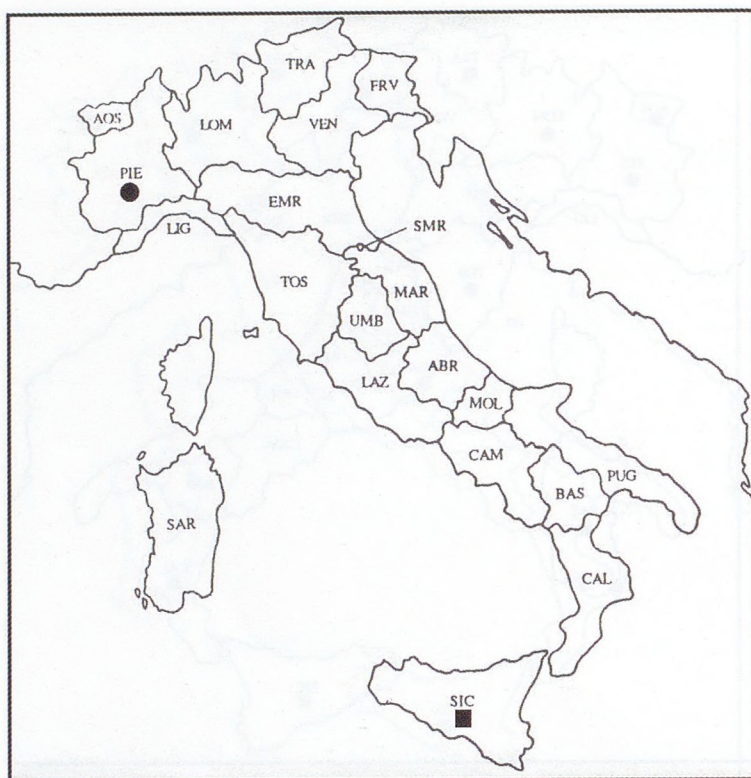 TRA
FRV
AOS
LOM
VEN
PIE
EMR
LIG
SMR
TOS
MAR
UMB
ABR
LAZ
MOL
CAM
PUG
BAS
SAR
CAL
SIC